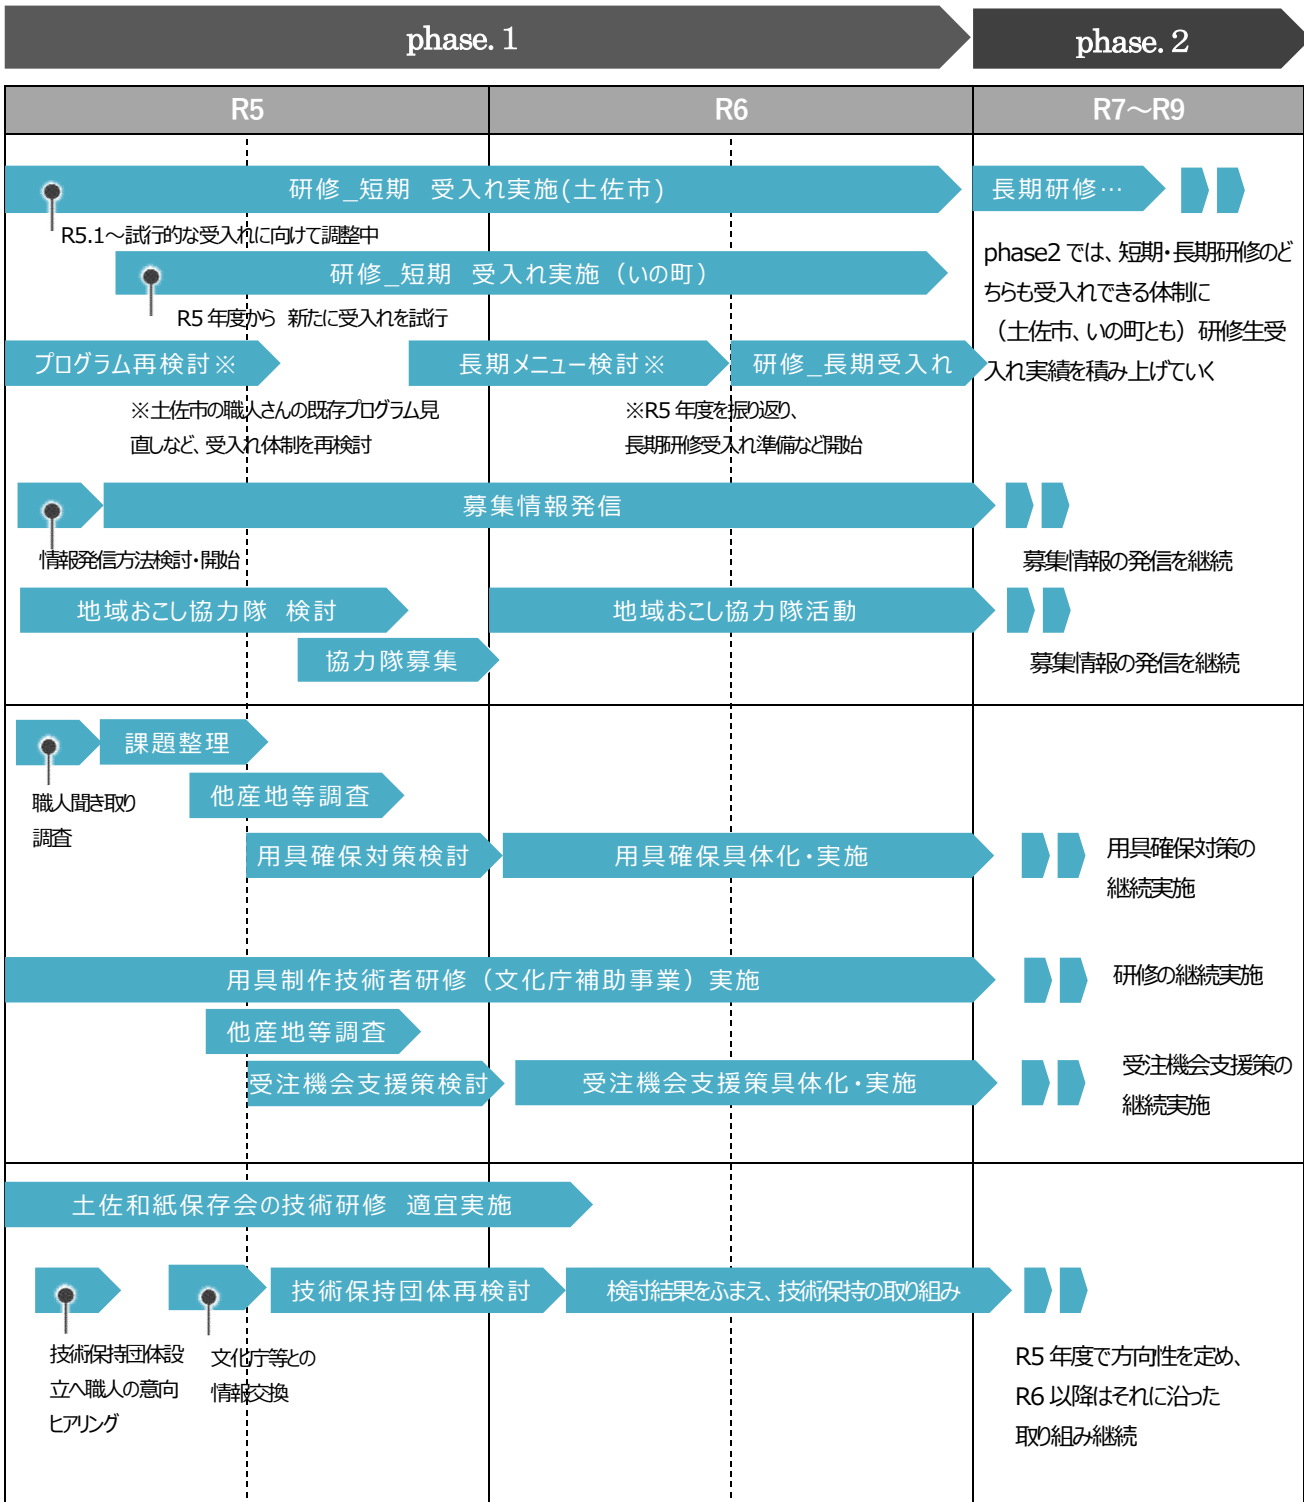 phase. 1
phase. 2
R5
R6
R7～R9
研修_短期 受入れ実施(土佐市)
長期研修…
R5.1～試行的な受入れに向けて調整中
研修_短期 受入れ実施（いの町）
R5 年度から 新たに受入れを試行
phase2 では、短期・長期研修のど
ちらも受入れできる体制に
（土佐市、いの町とも）研修生受
入れ実績を積み上げていく
プログラム再検討※
長期メニュー検討※
研修_長期受入れ
※土佐市の職人さんの既存プログラム見
直しなど、受入れ体制を再検討
※R5 年度を振り返り、
長期研修受入れ準備など開始
募集情報発信
情報発信方法検討・開始
募集情報の発信を継続
地域おこし協力隊 検討
地域おこし協力隊活動
協力隊募集
募集情報の発信を継続
課題整理
職人聞き取り
調査
他産地等調査
用具確保対策検討
用具確保具体化・実施
用具確保対策の
継続実施
用具制作技術者研修（文化庁補助事業）実施
研修の継続実施
他産地等調査
受注機会支援策検討
受注機会支援策具体化・実施
受注機会支援策の
継続実施
土佐和紙保存会の技術研修 適宜実施
技術保持団体再検討
検討結果をふまえ、技術保持の取り組み
技術保持団体設
立へ職人の意向
ヒアリング
文化庁等との
情報交換
R5 年度で方向性を定め、
R6 以降はそれに沿った
取り組み継続